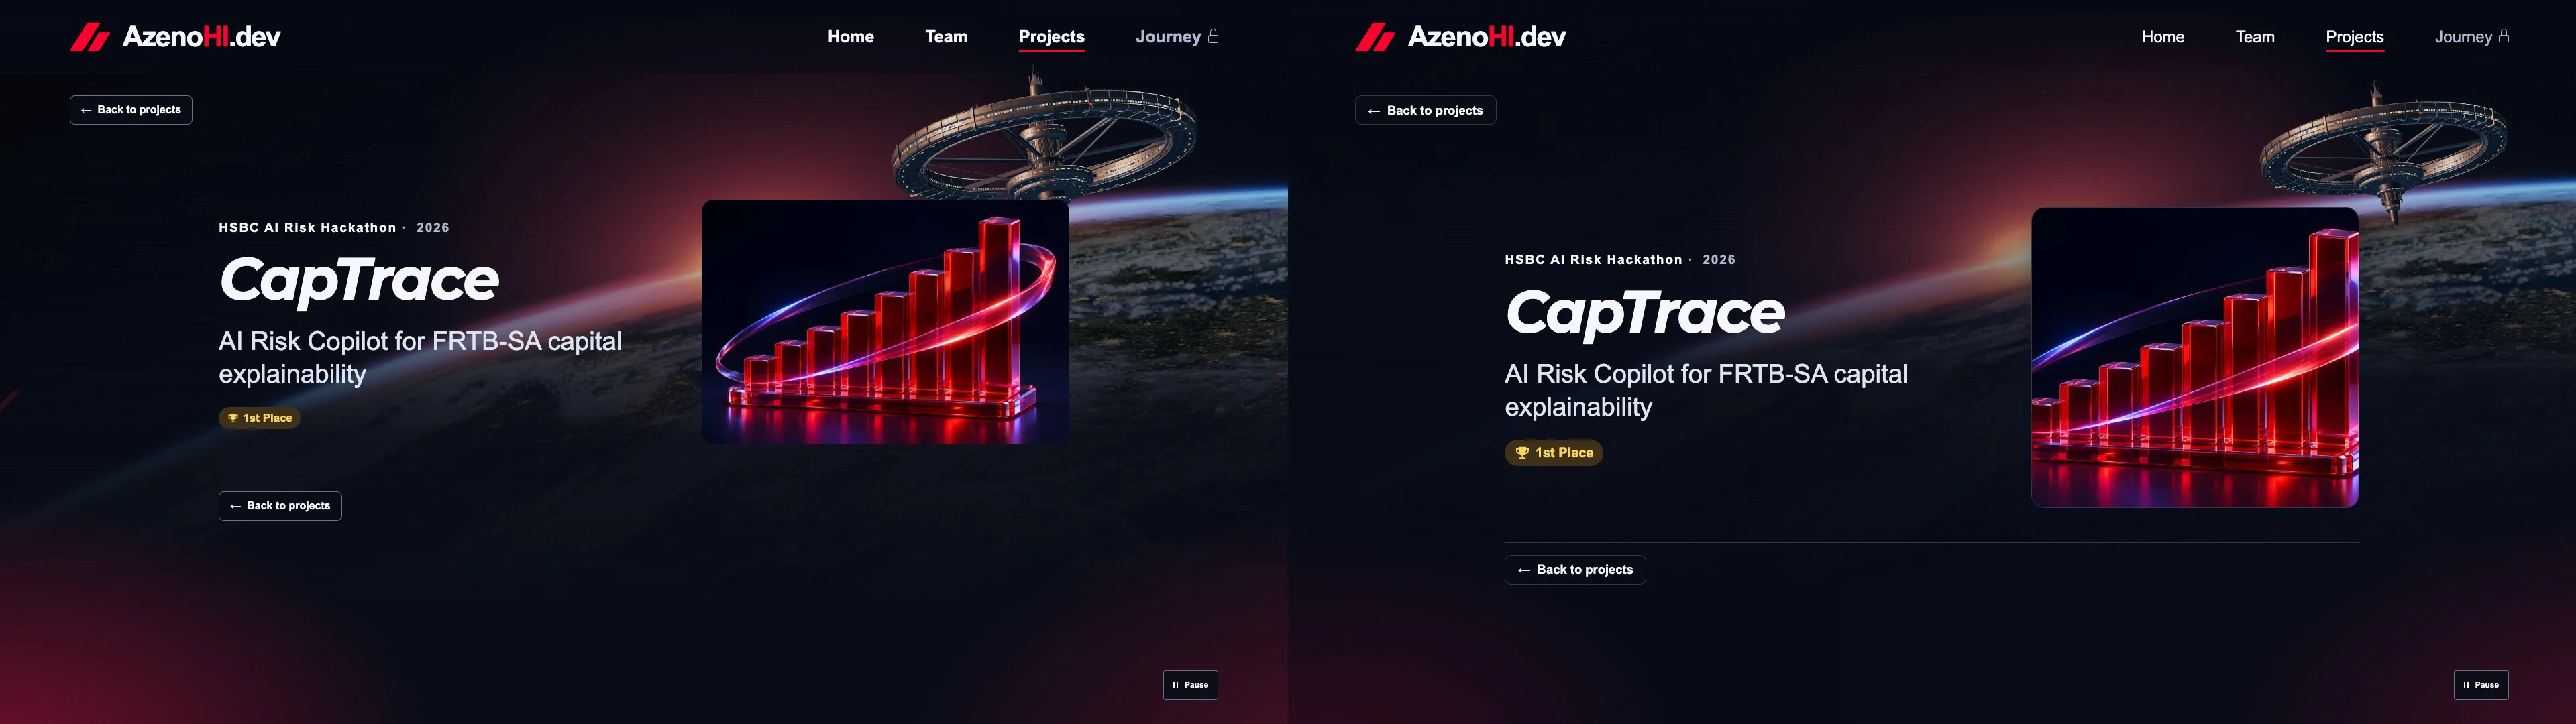 AzenoHI.dev
Home
Team
Projects
Journey
← Back to projects
HSBC AI Risk Hackathon · 2026
CapTrace
AI Risk Copilot for FRTB-SA capital
explainability
1st Place
← Back to projects
Pause
AzenoHI.dev
Home
Team
Projects
Journey
← Back to projects
HSBC AI Risk Hackathon · 2026
CapTrace
AI Risk Copilot for FRTB-SA capital
explainability
1st Place
← Back to projects
Pause